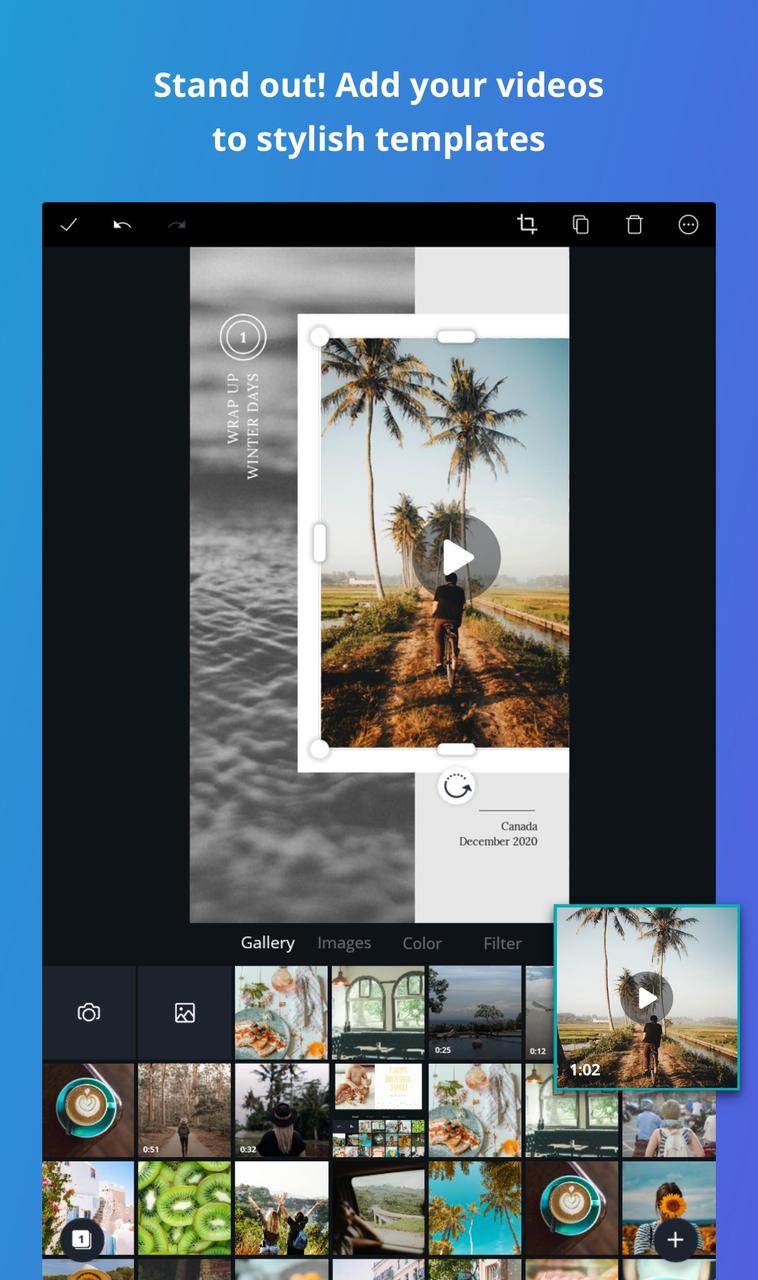 Stand out! Add your videos
to stylish templates
1
WRAP UP
WINTER DAYS
Canada
December 2020
Gallery
Images
Color
Filter
0:25
0:12
1:02
0:51
0:32
1